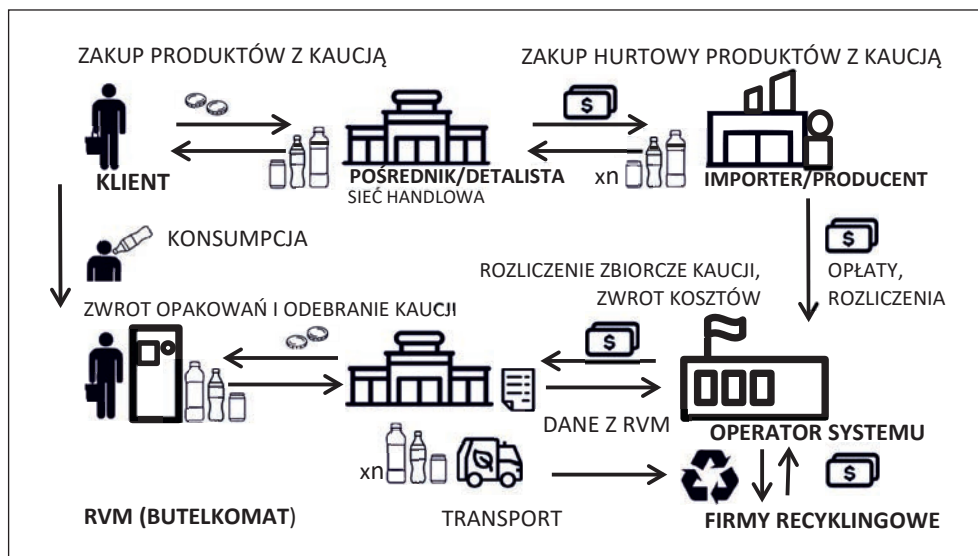 ZAKUP PRODUKTÓW Z KAUCJĄ
ZAKUP HURTOWY PRODUKTÓW Z KAUCJĄ
$
KLIENT
POŚREDNIK/DETALISTA
SIEĆ HANDLOWA
xn
IMPORTER/PRODUCENT
KONSUMPCJA
$
OPŁATY,
ROZLICZENIA
ROZLICZENIE ZBIORCZE KAUCJI,
ZWROT KOSZTÓW
ZWROT OPAKOWAŃ I ODEBRANIE KAUCJI
$
DANE Z RVM
OPERATOR SYSTEMU
xn
$
RVM (BUTELKOMAT)
TRANSPORT
FIRMY RECYKLINGOWE